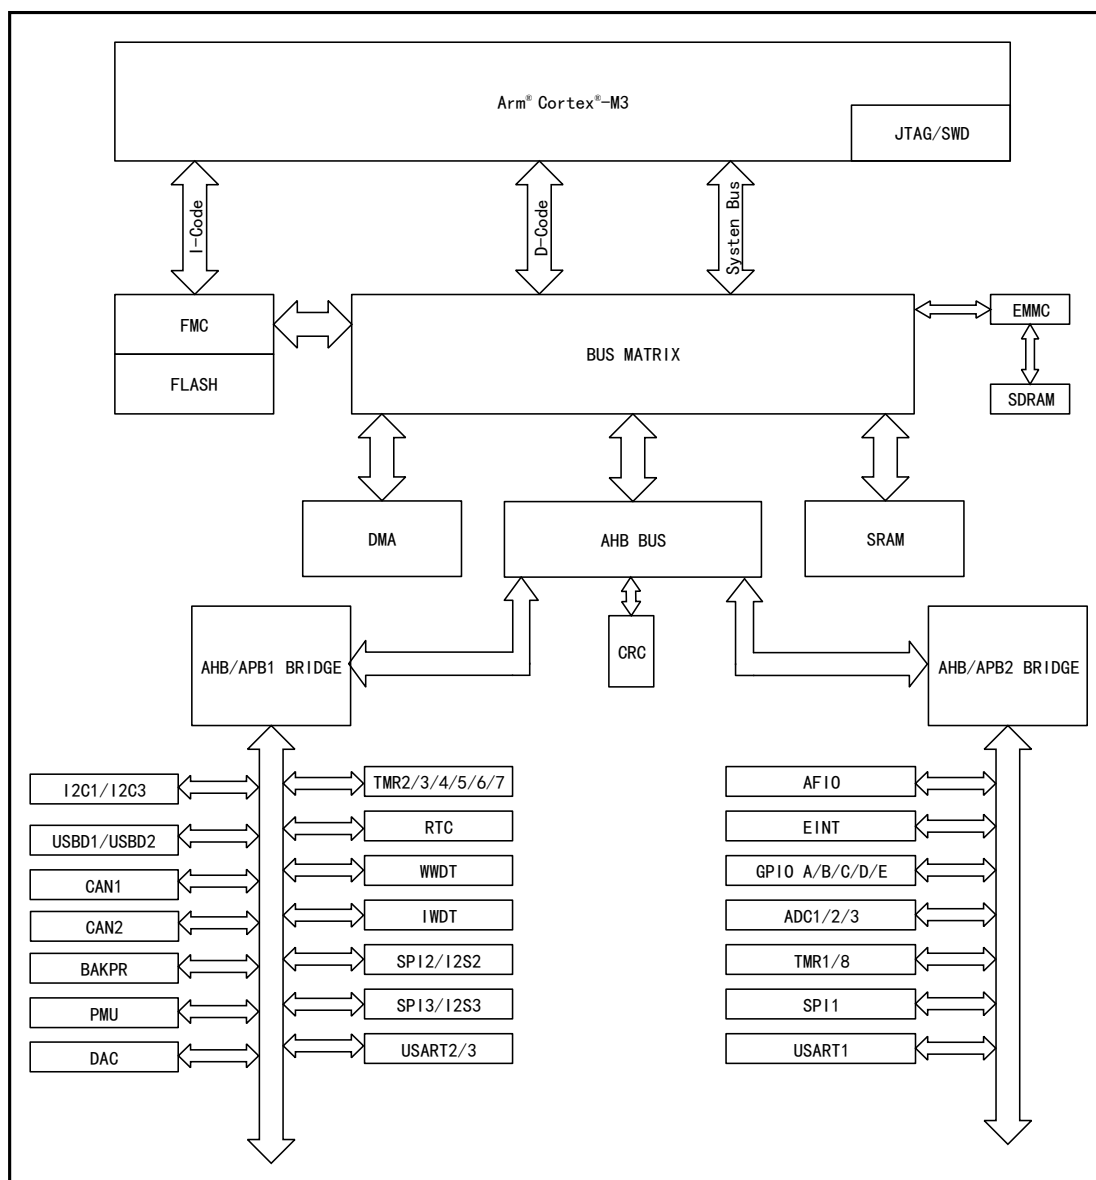 Arm® Cortex®-M3
JTAG/SWD
I-Code
D-Code
Systen Bus
FMC
FLASH
BUS MATRIX
EMMC
SDRAM
DMA
AHB BUS
SRAM
CRC
AHB/APB1 BRIDGE
AHB/APB2 BRIDGE
I2C1/I2C3
USBD1/USBD2
CAN1
CAN2
BAKPR
PMU
DAC
TMR2/3/4/5/6/7
RTC
WWDT
IWDT
SPI2/I2S2
SPI3/I2S3
USART2/3
AFIO
EINT
GPIO A/B/C/D/E
ADC1/2/3
TMR1/8
SPI1
USART1